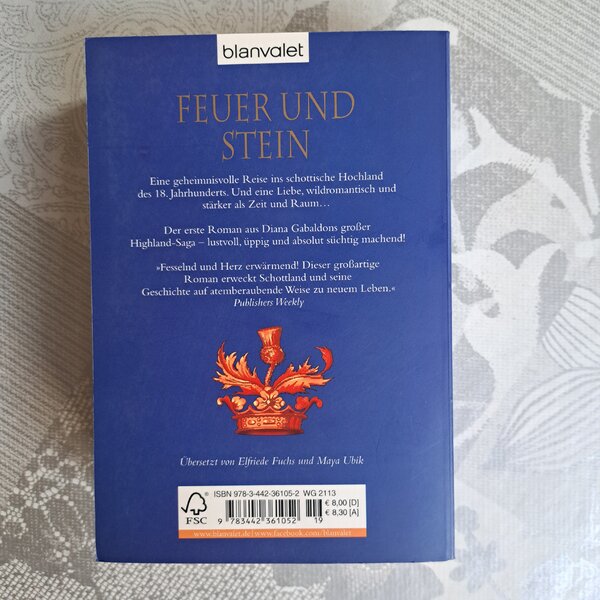 blanvalet
FEUER UND
STEIN
Eine geheimnisvolle Reise ins schottische Hochland
des 18. Jahrhunderts. Und eine Liebe, wildromantisch und
stärker als Zeit und Raum…
Der erste Roman aus Diana Gabaldons großer
Highland-Saga – lustvoll, üppig und absolut süchtig machend!
»Fesselnd und Herz erwärmend! Dieser großartige
Roman erweckt Schottland und seine
Geschichte auf atemberaubende Weise zu neuem Leben.«
Publishers Weekly
Übersetzt von Elfriede Fuchs und Maya Ubik
ISBN 978-3-442-36105-2 WG 2113
€ 8,00 [D]
€ 8,30 [A]
FSC
9 783442 361052 19
www.blanvalet.de | www.facebook.com/blanvalet